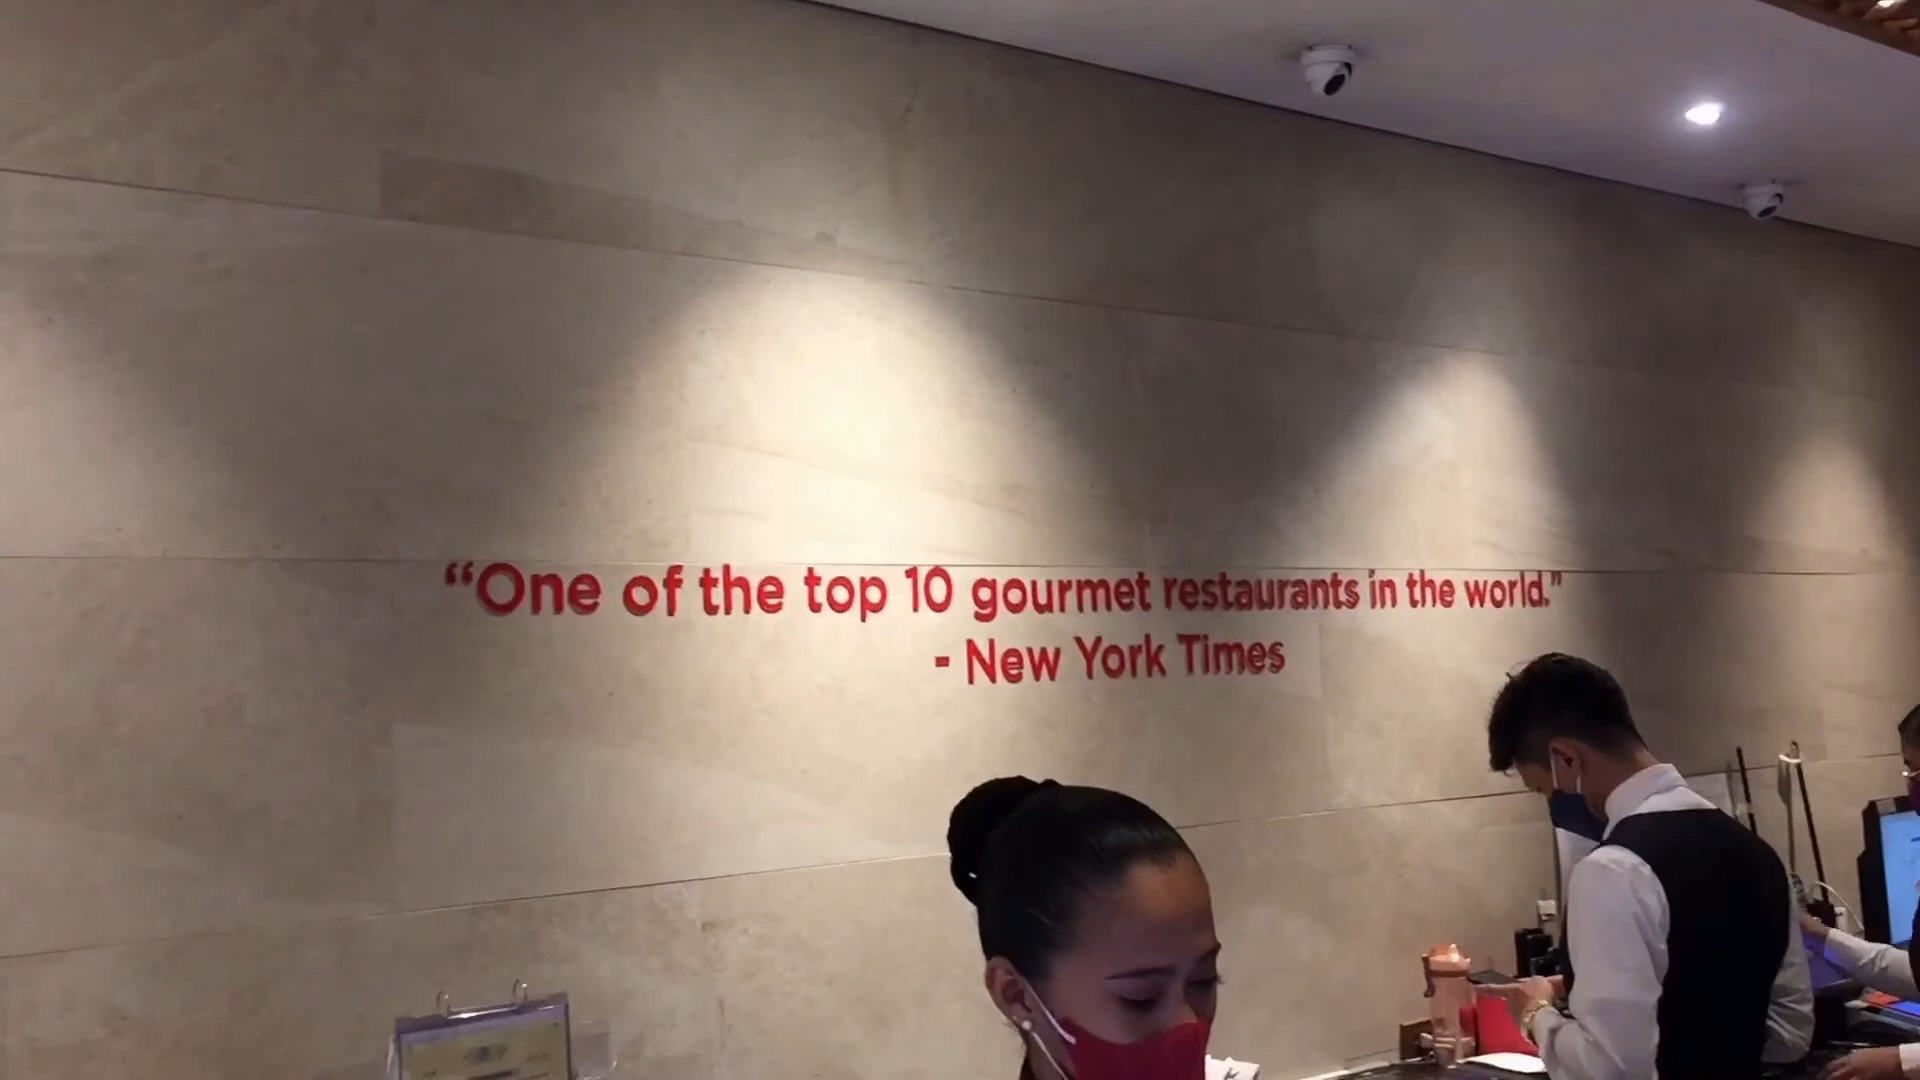 “One of the top 10 gourmet restaurants in the world.”
- New York Times